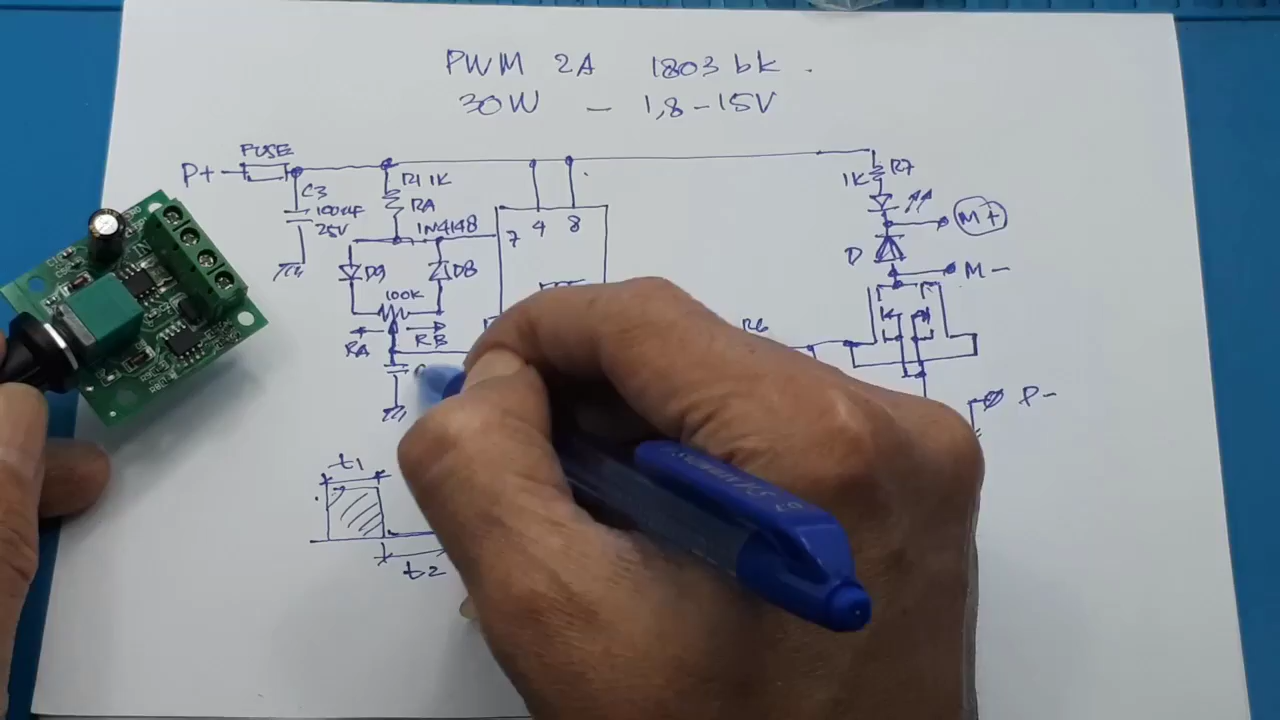 PWM 2A 1803 bk.
30W - 1,8-15V
FUSE
P+
C3
100uF
25V
R1 1K
RA
1N4148
7 4 8
1K R7
M+
D
M-
D9
D8
100K
RA
RB
R6
P-
t1
t2